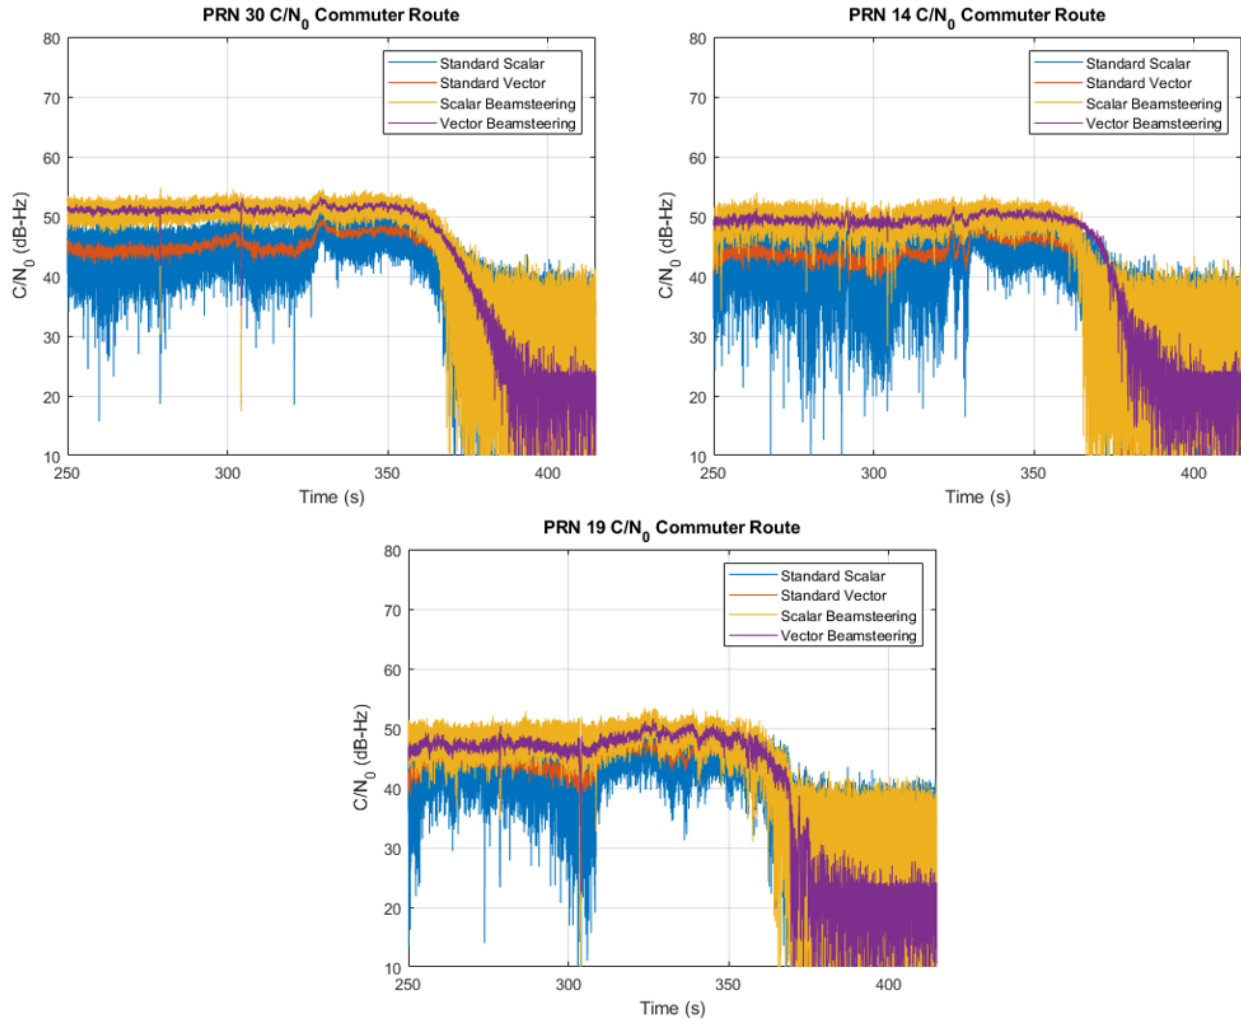 PRN 30 C/N0 Commuter Route
80
70
60
50
40
30
20
10
C/N0 (dB-Hz)
250
300
350
400
Time (s)
Standard Scalar
Standard Vector
Scalar Beamsteering
Vector Beamsteering
PRN 14 C/N0 Commuter Route
80
70
60
50
40
30
20
10
C/N0 (dB-Hz)
250
300
350
400
Time (s)
Standard Scalar
Standard Vector
Scalar Beamsteering
Vector Beamsteering
PRN 19 C/N0 Commuter Route
80
70
60
50
40
30
20
10
C/N0 (dB-Hz)
250
300
350
400
Time (s)
Standard Scalar
Standard Vector
Scalar Beamsteering
Vector Beamsteering